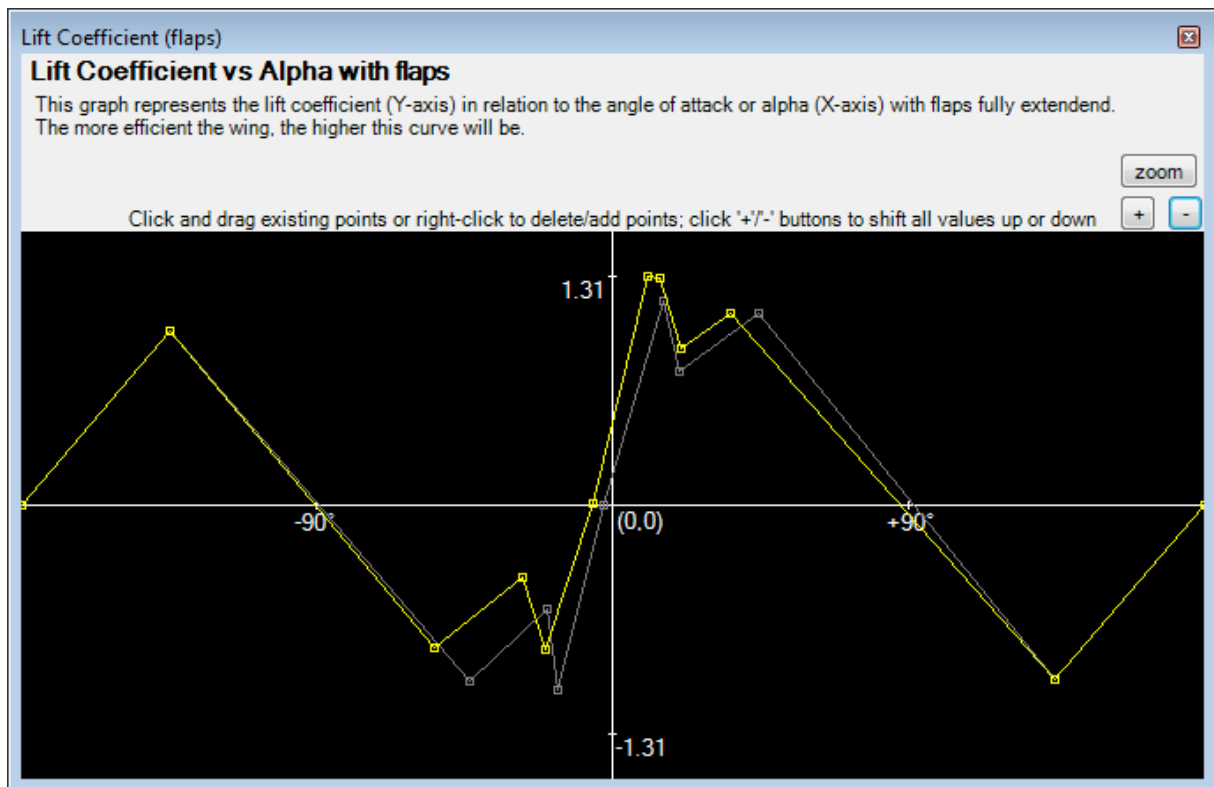 Lift Coefficient (flaps)
Lift Coefficient vs Alpha with flaps
This graph represents the lift coefficient (Y-axis) in relation to the angle of attack or alpha (X-axis) with flaps fully extendend.
The more efficient the wing, the higher this curve will be.
zoom
Click and drag existing points or right-click to delete/add points; click '+'/'-' buttons to shift all values up or down
+ -
1.31
-90°
(0,0)
+90°
-1.31